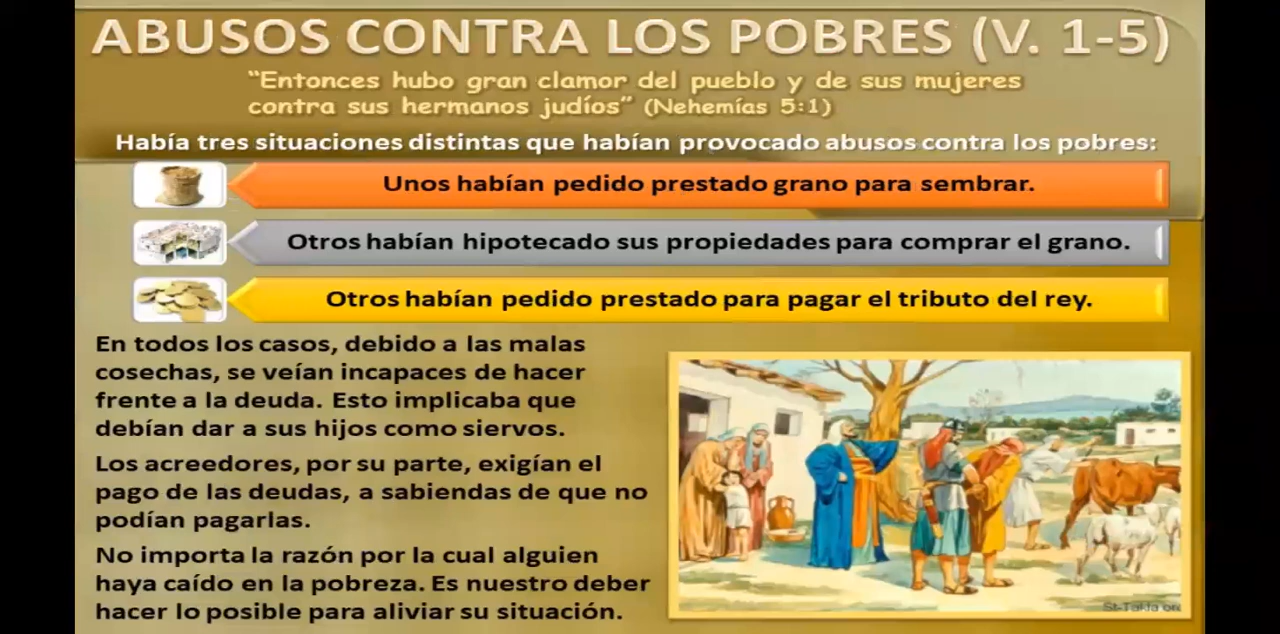 ABUSOS CONTRA LOS POBRES (V. 1-5)
“Entonces hubo gran clamor del pueblo y de sus mujeres
contra sus hermanos judíos” (Nehemías 5:1)
Había tres situaciones distintas que habían provocado abusos contra los pobres:
Unos habían pedido prestado grano para sembrar.
Otros habían hipotecado sus propiedades para comprar el grano.
Otros habían pedido prestado para pagar el tributo del rey.
En todos los casos, debido a las malas
cosechas, se veían incapaces de hacer
frente a la deuda. Esto implicaba que
debían dar a sus hijos como siervos.
Los acreedores, por su parte, exigían el
pago de las deudas, a sabiendas de que no
podían pagarlas.
No importa la razón por la cual alguien
haya caído en la pobreza. Es nuestro deber
hacer lo posible para aliviar su situación.